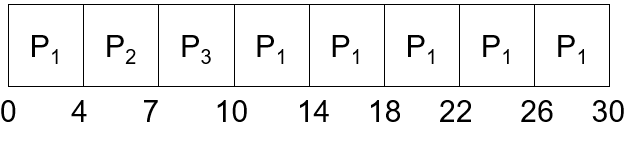 P₁ P₂ P₃ P₁ P₁ P₁ P₁ P₁
0 4 7 10 14 18 22 26 30